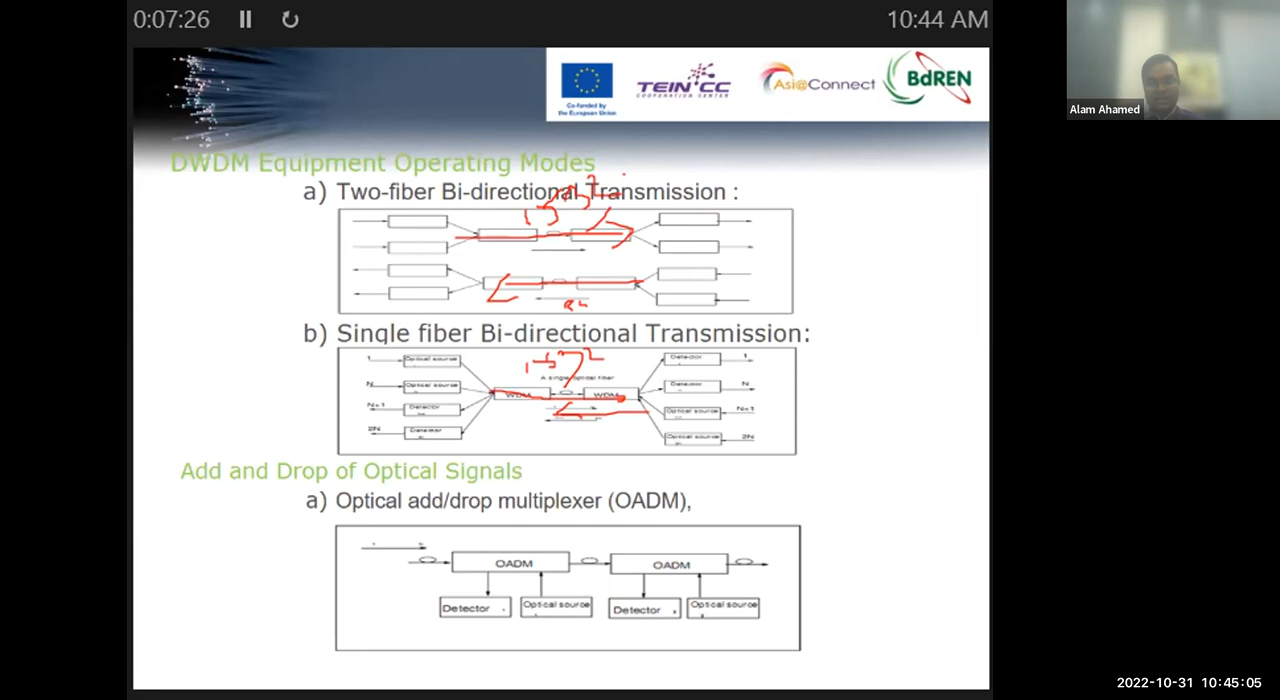 0:07:26
10:44 AM
Co-funded by
the European Union
TEIN*CC
COOPERATION CENTER
Asi@Connect
BdREN
Alam Ahamed
DWDM Equipment Operating Modes
a) Two-fiber Bi-directional Transmission :
b) Single fiber Bi-directional Transmission:
1 Optical source Detector 1
A single optical fiber
N Optical source WDM WDM Detector N
N+1 Detector Optical source N+1
2N Detector Optical source 2N
Add and Drop of Optical Signals
a) Optical add/drop multiplexer (OADM),
OADM OADM
Detector Optical source Detector Optical source
2022-10-31 10:45:05